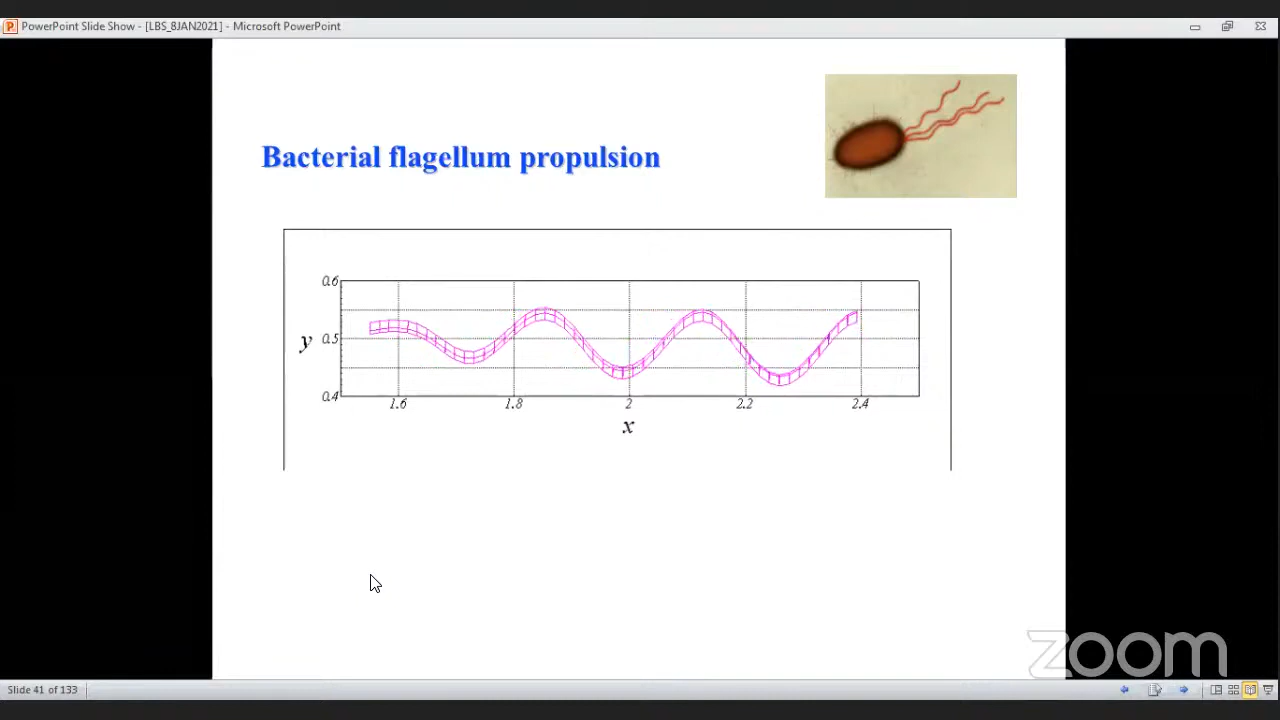 PowerPoint Slide Show - [LBS_8JAN2021] - Microsoft PowerPoint
Bacterial flagellum propulsion
0.6
y 0.5
0.4
1.6 1.8 2 2.2 2.4
x
zoom
Slide 41 of 133